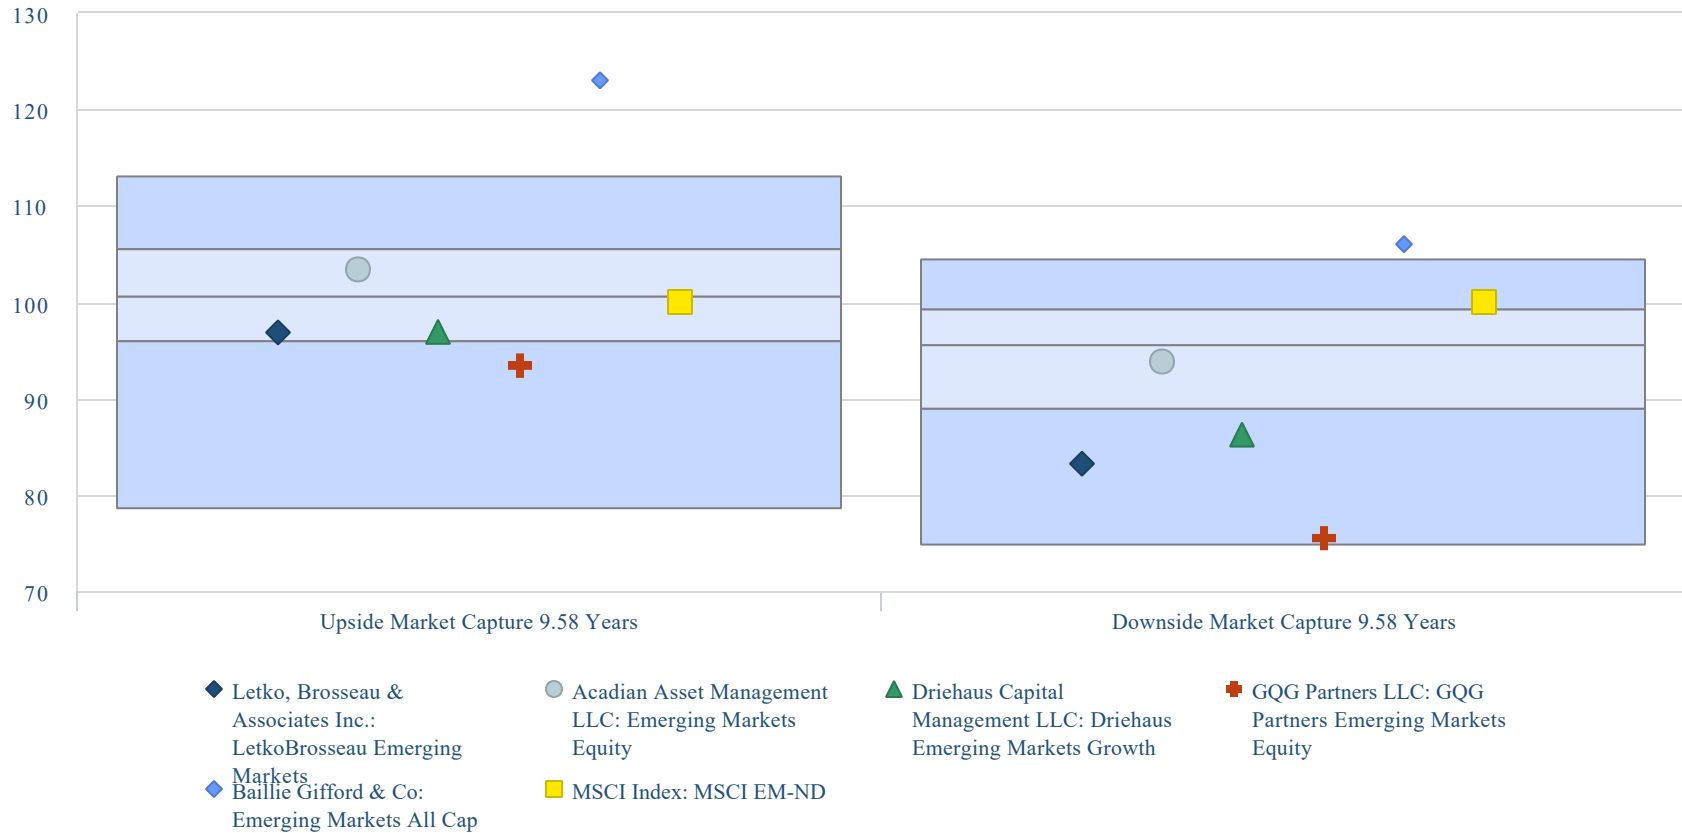 130
120
110
100
90
80
70
Upside Market Capture 9.58 Years
Downside Market Capture 9.58 Years
Letko, Brosseau &
Associates Inc.:
LetkoBrosseau Emerging
Markets
Acadian Asset Management
LLC: Emerging Markets
Equity
Driehaus Capital
Management LLC: Driehaus
Emerging Markets Growth
GQG Partners LLC: GQG
Partners Emerging Markets
Equity
Baillie Gifford & Co:
Emerging Markets All Cap
MSCI Index: MSCI EM-ND